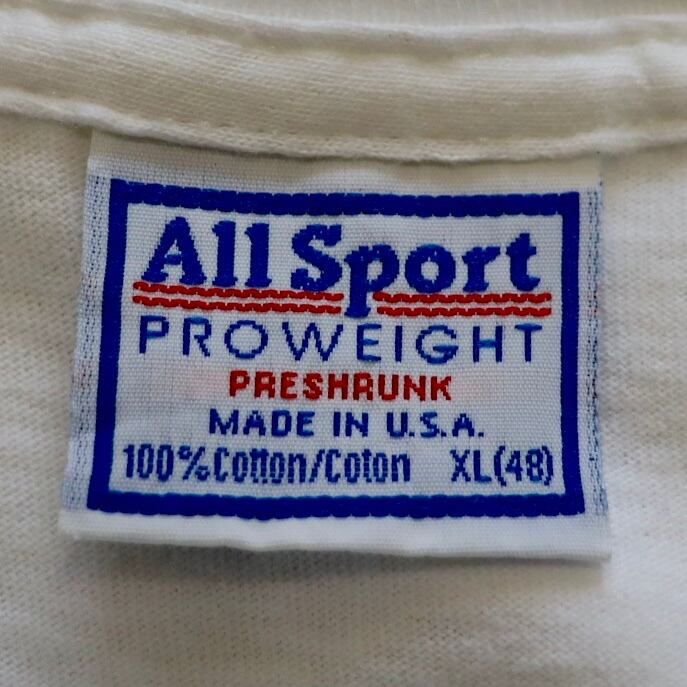 All Sport
PROWEIGHT
PRESHRUNK
MADE IN U.S.A.
100% Cotton/Coton XL(48)